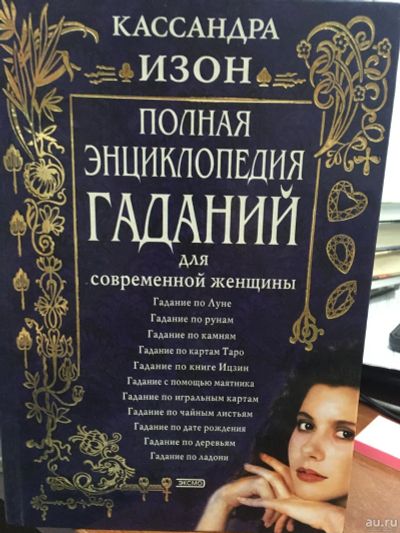 КАССАНДРА
ИЗОН
ПОЛНАЯ
ЭНЦИКЛОПЕДИЯ
ГАДАНИЙ
для
современной женщины
Гадание по Луне
Гадание по рунам
Гадание по камням
Гадание по картам Таро
Гадание по книге Ицзин
Гадание с помощью маятника
Гадание по игральным картам
Гадание по чайным листьям
Гадание по дате рождения
Гадание по деревьям
Гадание по ладони
ЭКСМО
au.ru